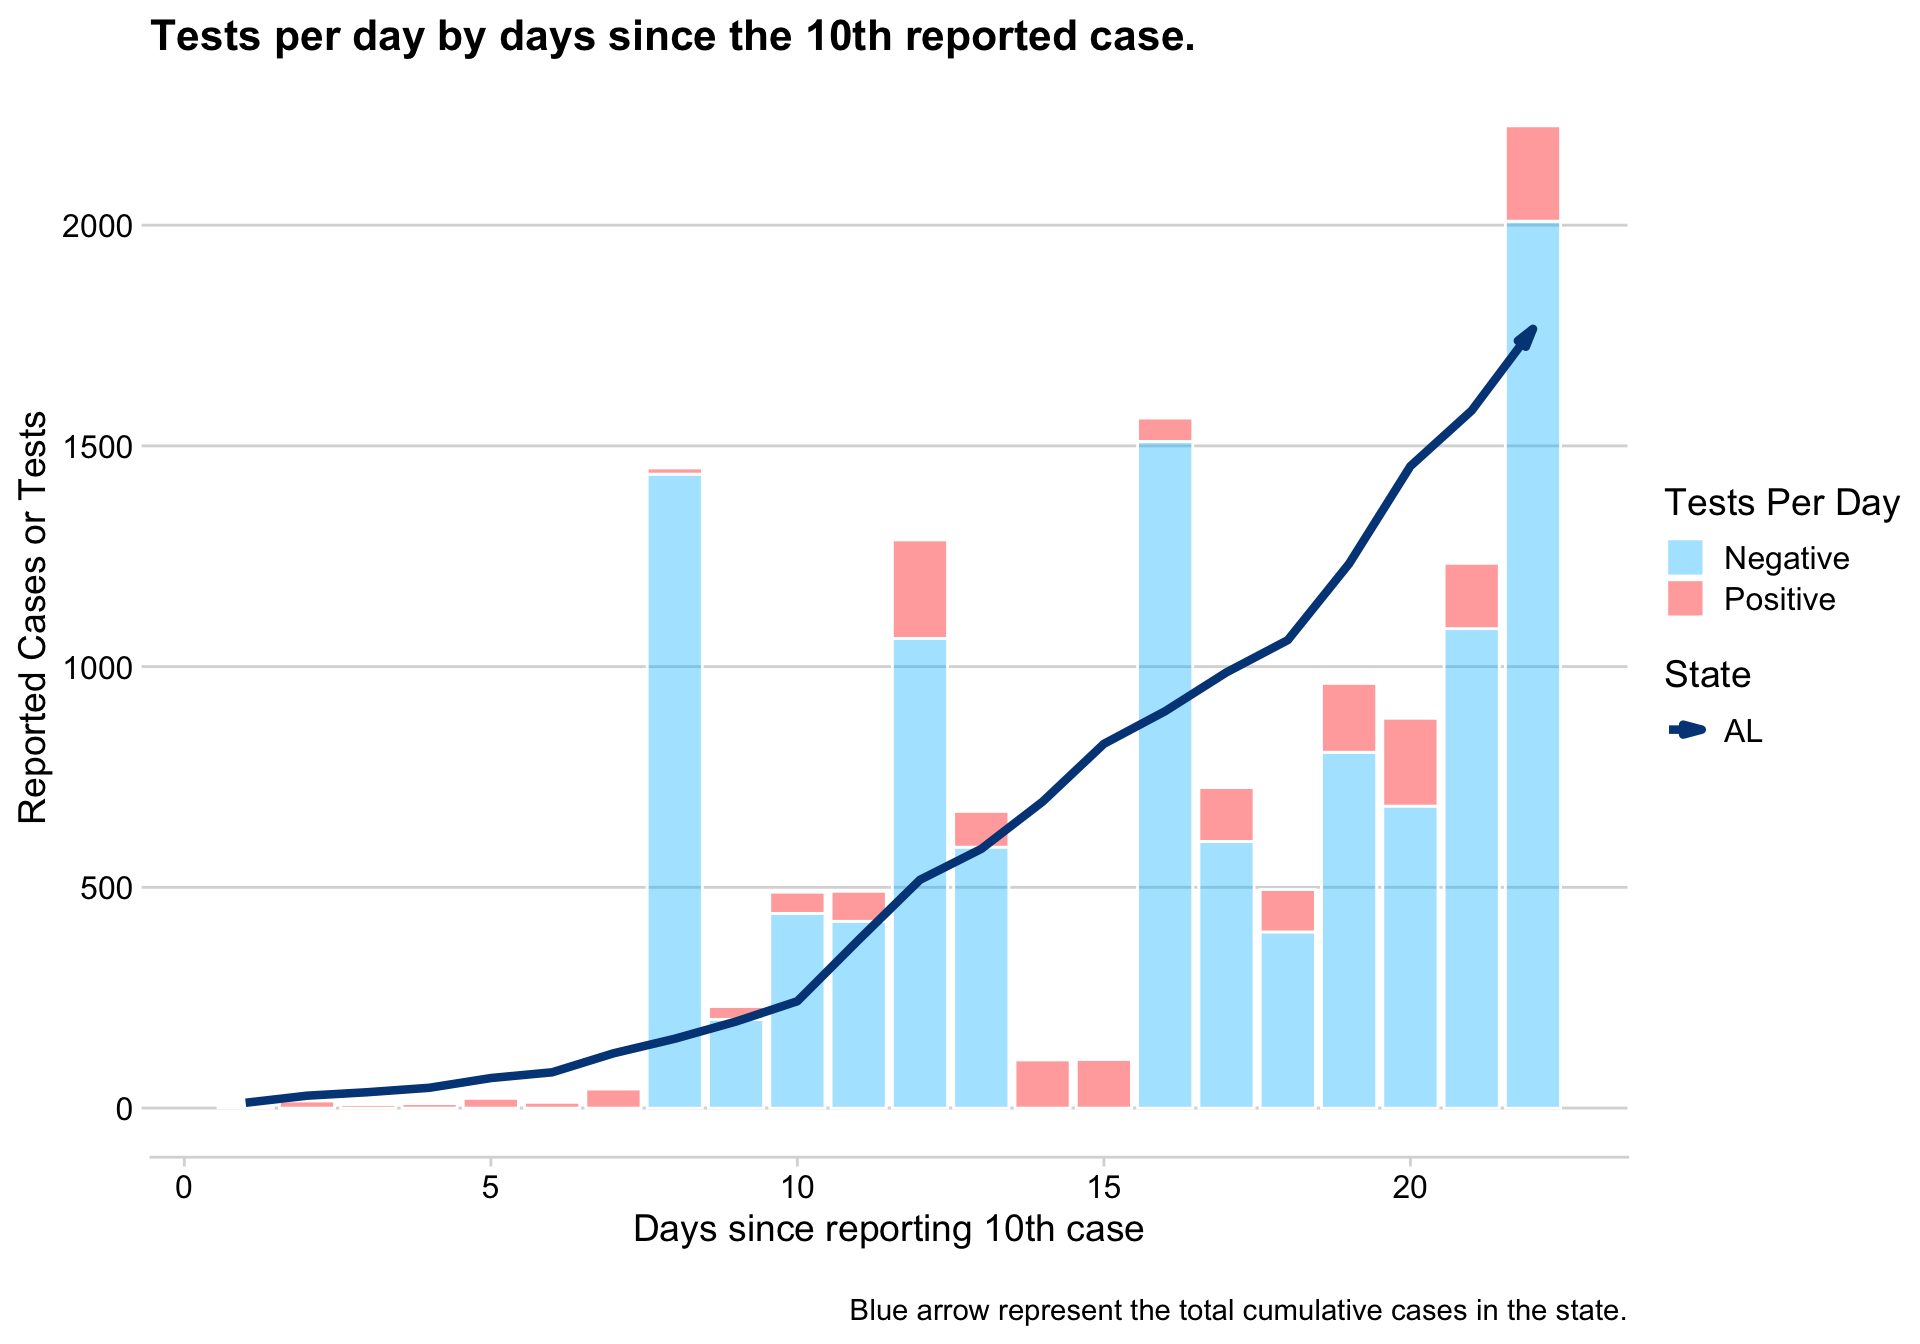 Tests per day by days since the 10th reported case.
Reported Cases or Tests
2000
1500
1000
500
0
0 5 10 15 20
Days since reporting 10th case
Tests Per Day
Negative
Positive
State
AL
Blue arrow represent the total cumulative cases in the state.